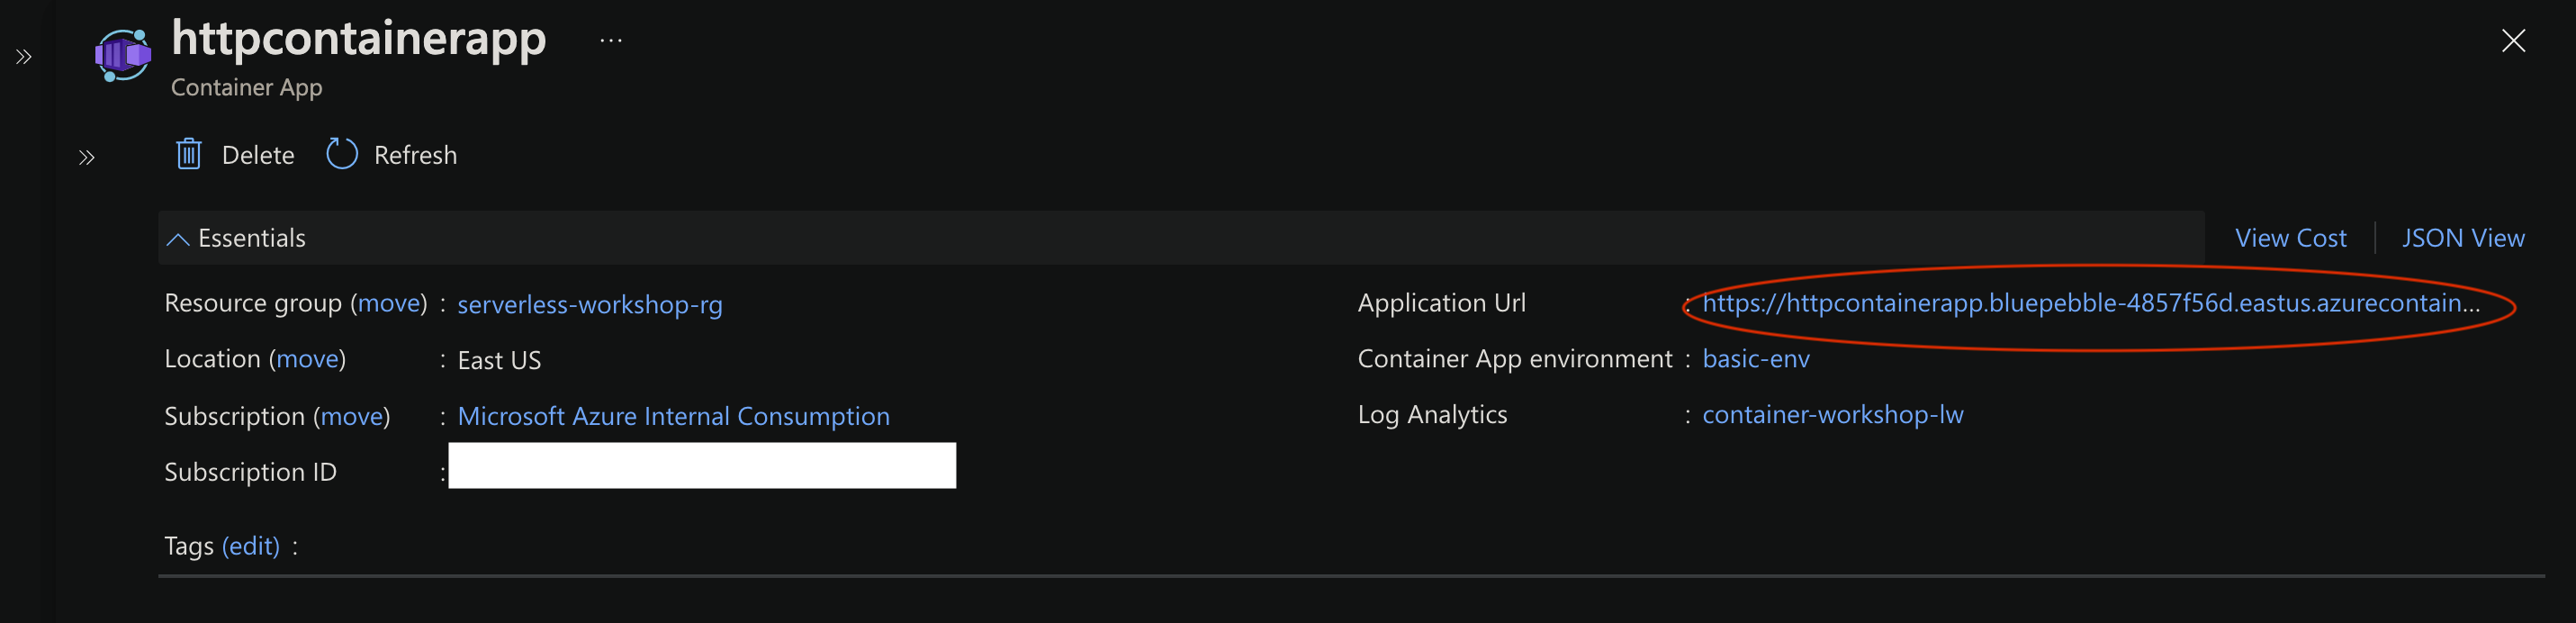 httpcontainerapp ...
Container App
Delete Refresh
Essentials
View Cost | JSON View
Resource group (move) : serverless-workshop-rg
Location (move) : East US
Subscription (move) : Microsoft Azure Internal Consumption
Subscription ID :
Tags (edit) :
Application Url : https://httpcontainerapp.bluepebble-4857f56d.eastus.azurecontain...
Container App environment : basic-env
Log Analytics : container-workshop-lw